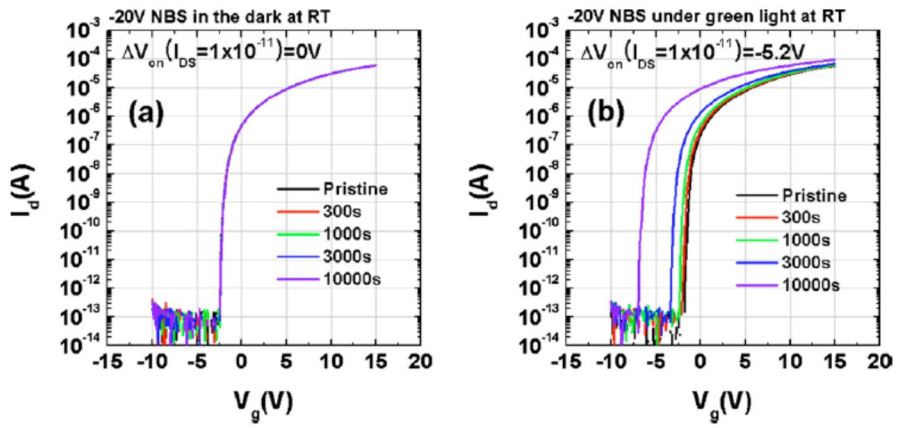 -20V NBS in the dark at RT
ΔVon(IDS=1x10-11)=0V
(a)
Pristine
300s
1000s
3000s
10000s
10-3
10-4
10-5
10-6
10-7
10-8
10-9
10-10
10-11
10-12
10-13
10-14
Id(A)
-15 -10 -5 0 5 10 15 20
Vg(V)
-20V NBS under green light at RT
ΔVon(IDS=1x10-11)=-5.2V
(b)
Pristine
300s
1000s
3000s
10000s
10-3
10-4
10-5
10-6
10-7
10-8
10-9
10-10
10-11
10-12
10-13
10-14
Id(A)
-15 -10 -5 0 5 10 15 20
Vg(V)